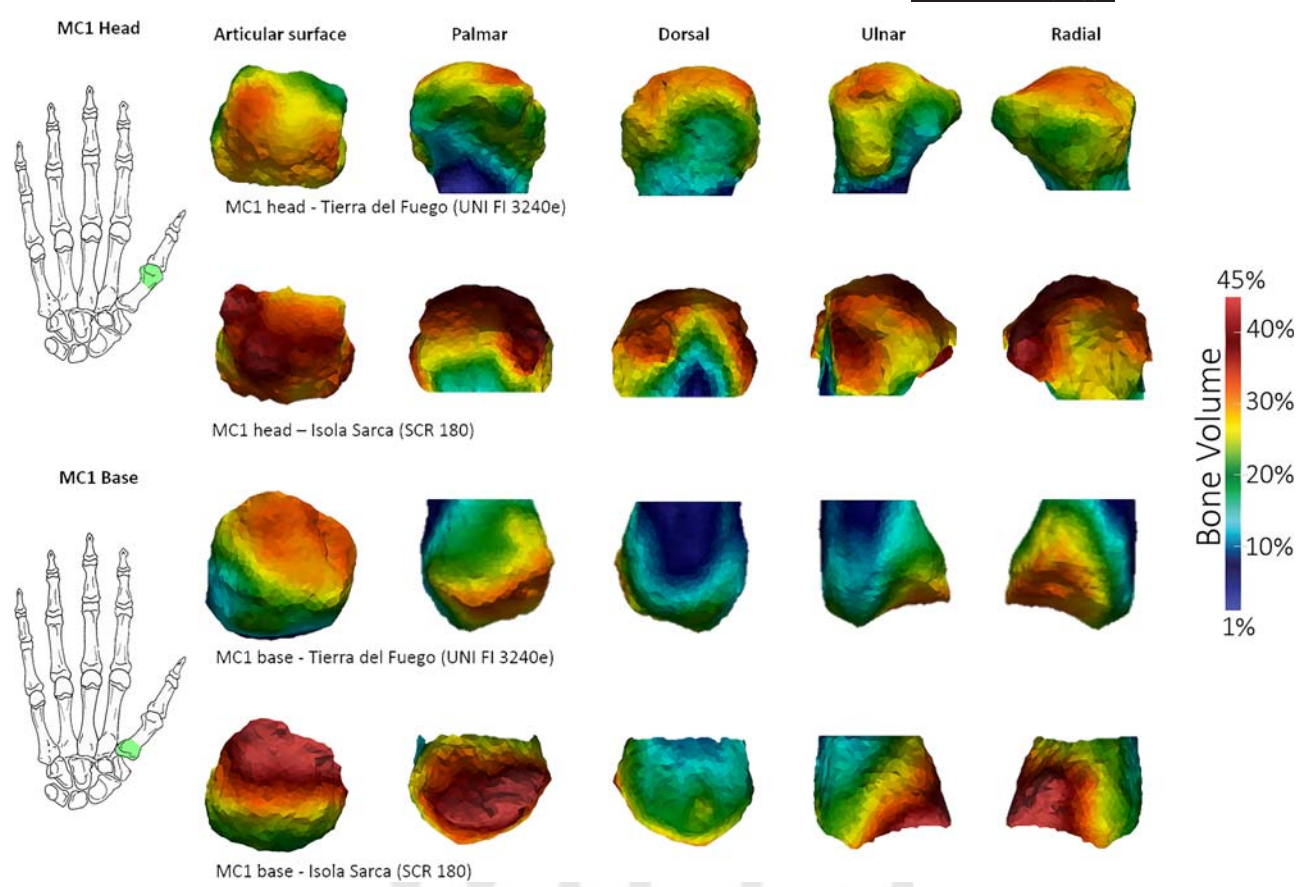 MC1 Head
Articular surface
Palmar
Dorsal
Ulnar
Radial
MC1 head - Tierra del Fuego (UNI FI 3240e)
MC1 head – Isola Sarca (SCR 180)
MC1 Base
MC1 base - Tierra del Fuego (UNI FI 3240e)
MC1 base - Isola Sarca (SCR 180)
Bone Volume
45%
40%
30%
20%
10%
1%